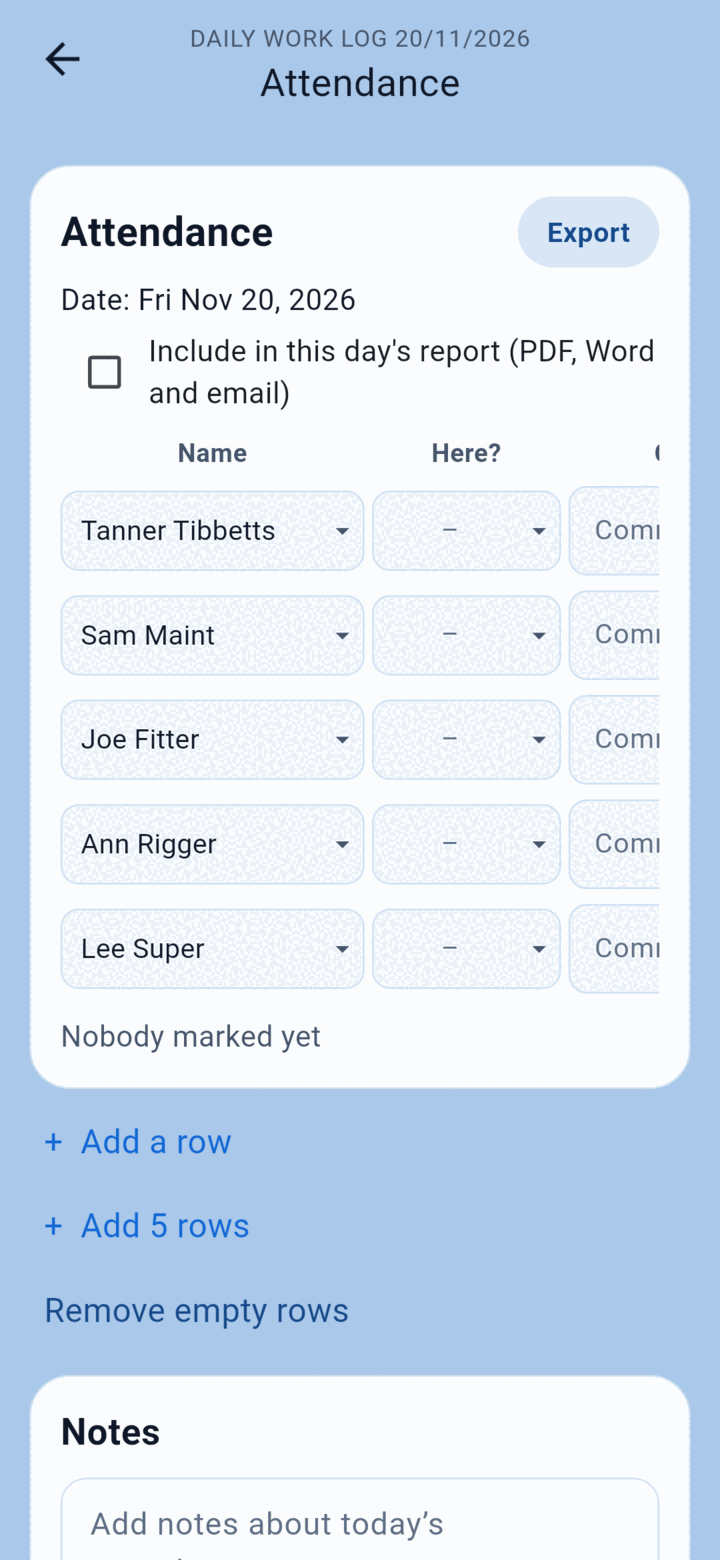 DAILY WORK LOG 20/11/2026
Attendance
Attendance
Export
Date: Fri Nov 20, 2026
Include in this day's report (PDF, Word
and email)
Name Here?
Tanner Tibbetts –
Sam Maint –
Joe Fitter –
Ann Rigger –
Lee Super –
Nobody marked yet
+ Add a row
+ Add 5 rows
Remove empty rows
Notes
Add notes about today’s